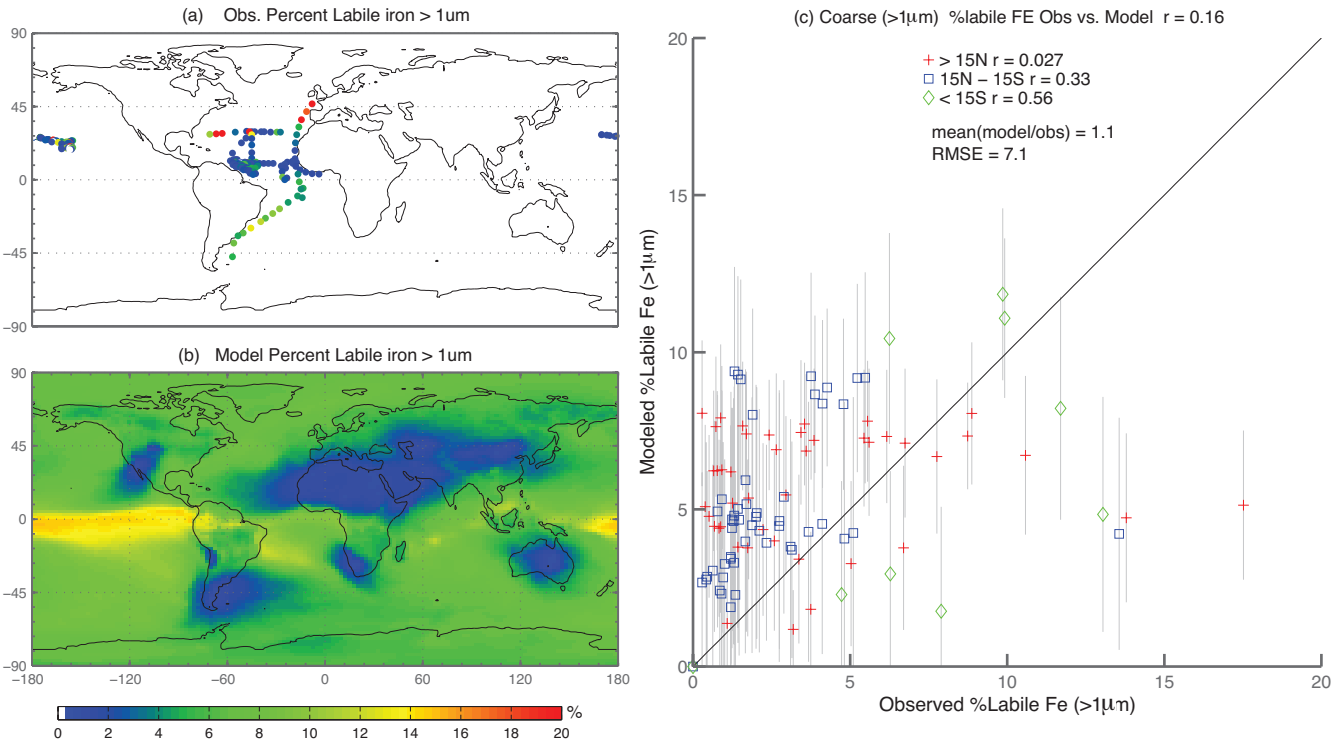 (a) Obs. Percent Labile iron > 1um
90
45
0
−45
−90
(b) Model Percent Labile iron > 1um
90
45
0
−45
−90
−180 −120 −60 0 60 120 180
%
0 2 4 6 8 10 12 14 16 18 20
(c) Coarse (>1μm) %labile FE Obs vs. Model r = 0.16
> 15N r = 0.027
15N − 15S r = 0.33
< 15S r = 0.56
mean(model/obs) = 1.1
RMSE = 7.1
Modeled %Labile Fe (>1μm)
20
15
10
5
0
0 5 10 15 20
Observed %Labile Fe (>1μm)